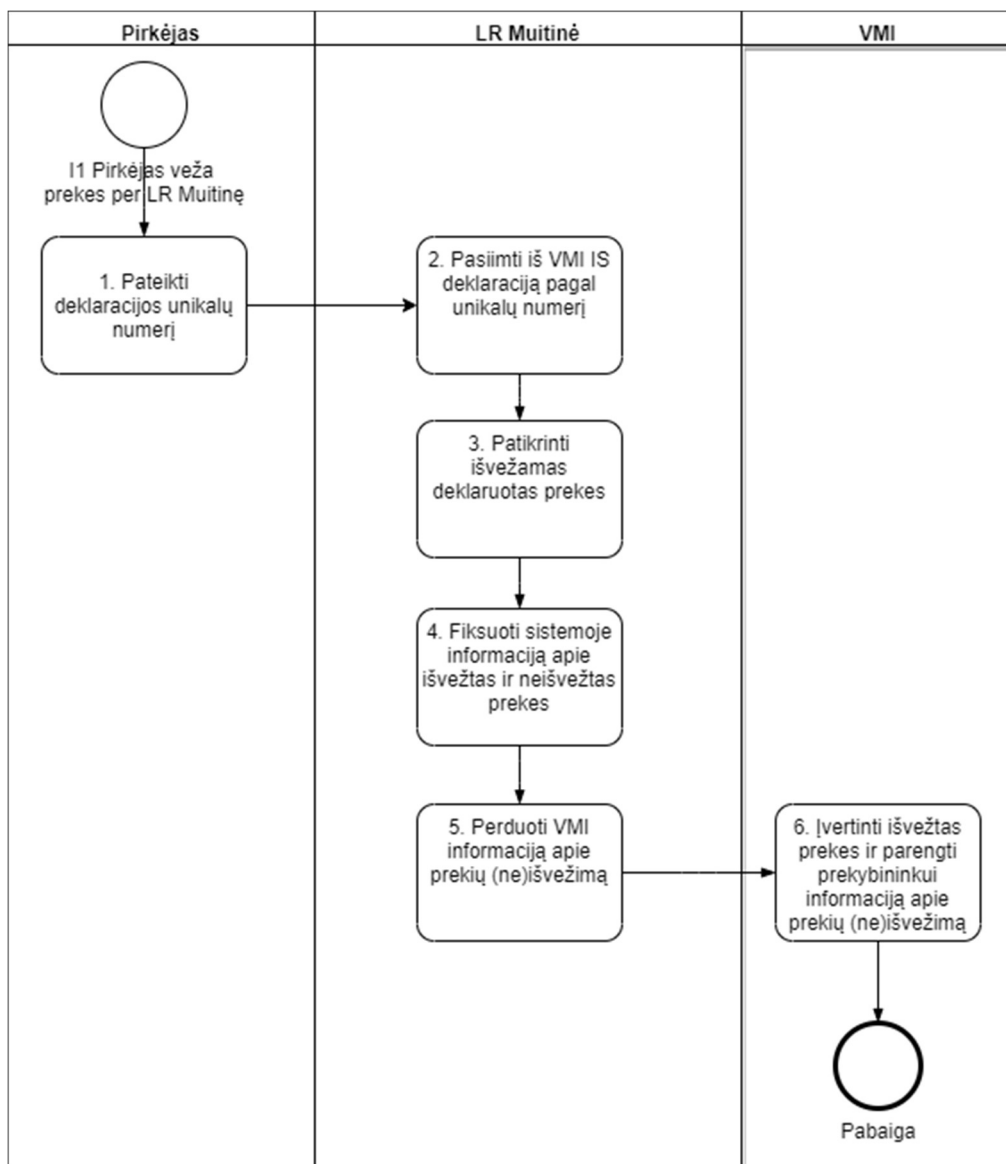 Pirkėjas
LR Muitinė
VMI
I1 Pirkėjas veža
prekes per LR Muitinę
1. Pateikti
deklaracijos unikalų
numerį
2. Pasiimti iš VMI IS
deklaraciją pagal
unikalų numerį
3. Patikrinti
išvežamas
deklaruotas prekes
4. Fiksuoti sistemoje
informaciją apie
išvežtas ir neišvežtas
prekes
5. Perduoti VMI
informaciją apie
prekių (ne)išvežimą
6. Įvertinti išvežtas
prekes ir parengti
prekybininkui
informaciją apie
prekių (ne)išvežimą
Pabaiga